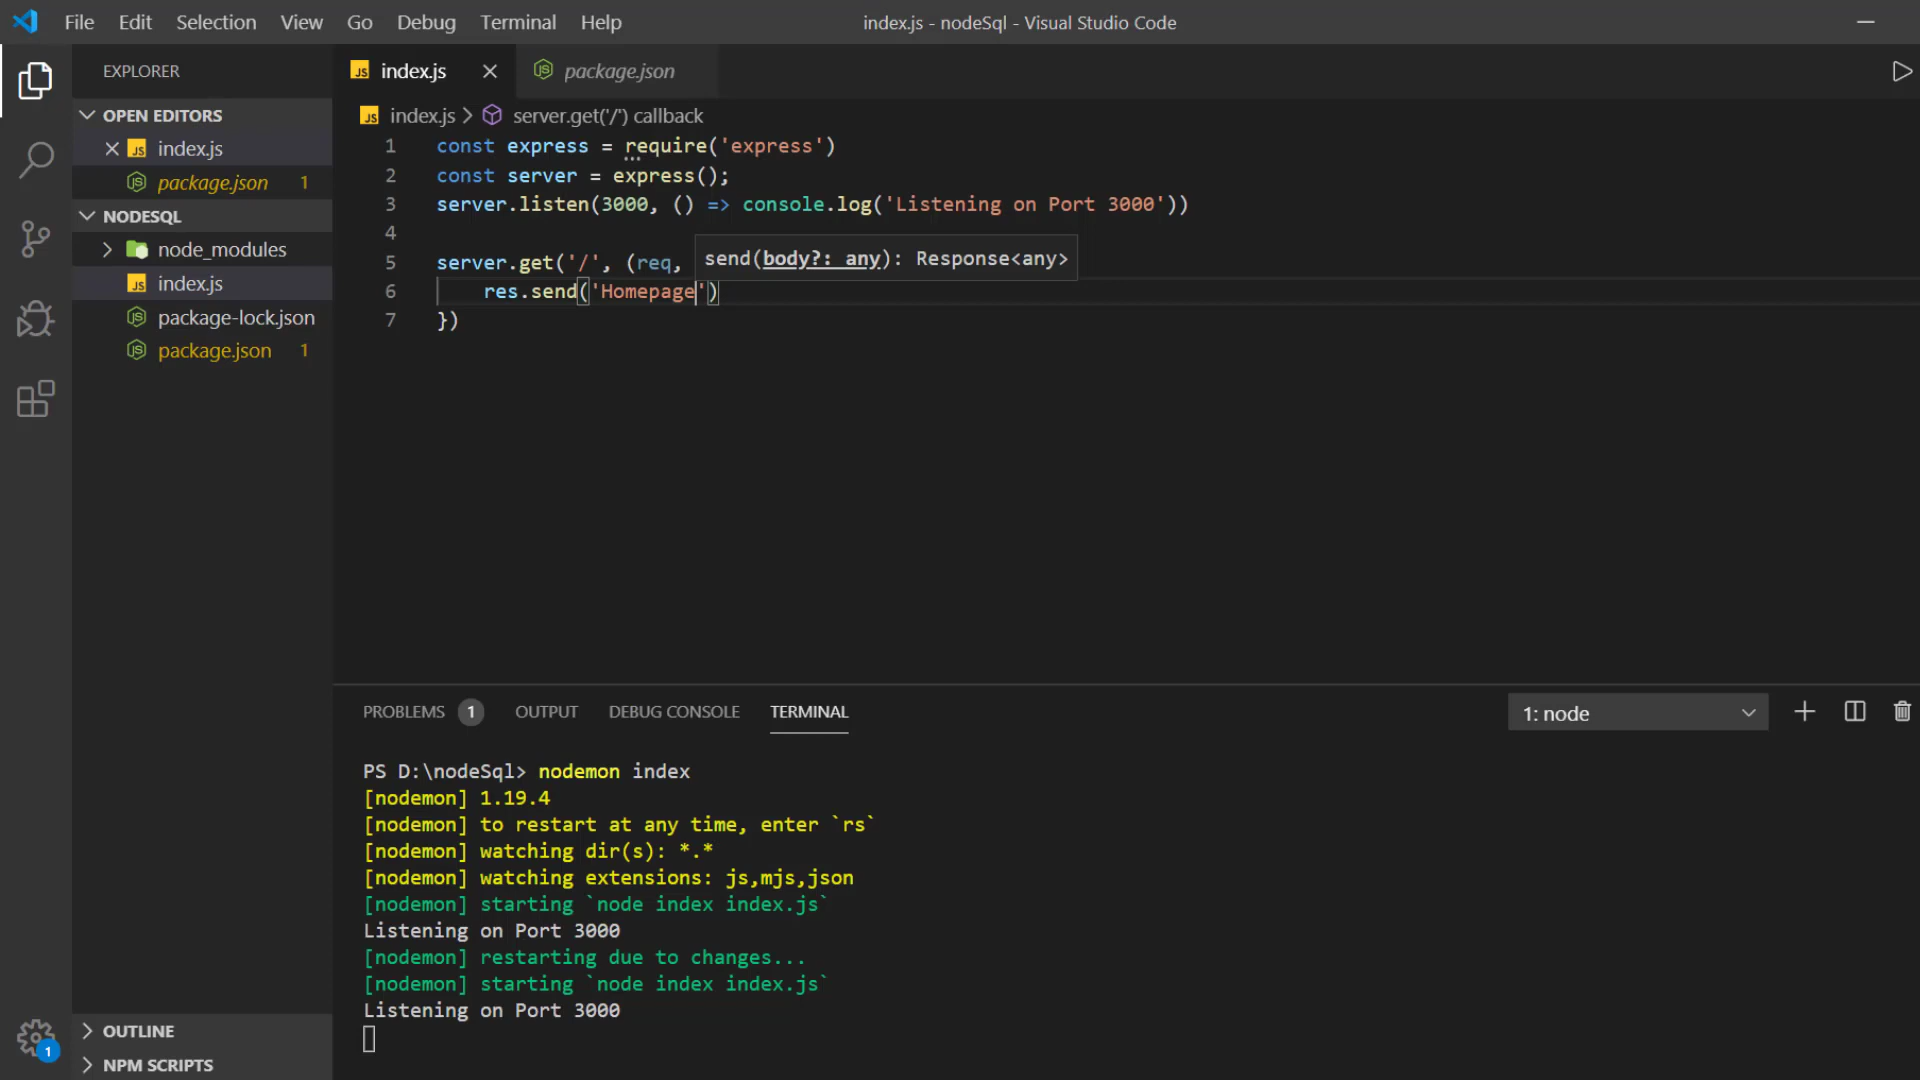 File Edit Selection View Go Debug Terminal Help
index.js - nodeSql - Visual Studio Code
EXPLORER
OPEN EDITORS
index.js
package.json 1
NODESQL
node_modules
index.js
package-lock.json
package.json 1
OUTLINE
NPM SCRIPTS
1
index.js
package.json
index.js > server.get('/') callback
1 const express = require('express')
2 const server = express();
3 server.listen(3000, () => console.log('Listening on Port 3000'))
4
send(body?: any): Response<any>
5 server.get('/', (req,
6 res.send('Homepage')
7 })
PROBLEMS 1 OUTPUT DEBUG CONSOLE TERMINAL
1: node
PS D:\nodeSql> nodemon index
[nodemon] 1.19.4
[nodemon] to restart at any time, enter `rs`
[nodemon] watching dir(s): *.*
[nodemon] watching extensions: js,mjs,json
[nodemon] starting `node index index.js`
Listening on Port 3000
[nodemon] restarting due to changes...
[nodemon] starting `node index index.js`
Listening on Port 3000